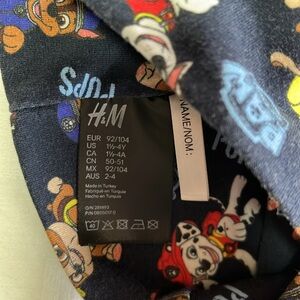 PUPS
H&M
NAME/NOM:
EUR 92/104
US 1½-4Y
CA 1½-4A
CN 50-51
MX 92/104
AUS 2-4
Made in Turkey
Fabriqué en Turquie
Hecho en Turquía
40